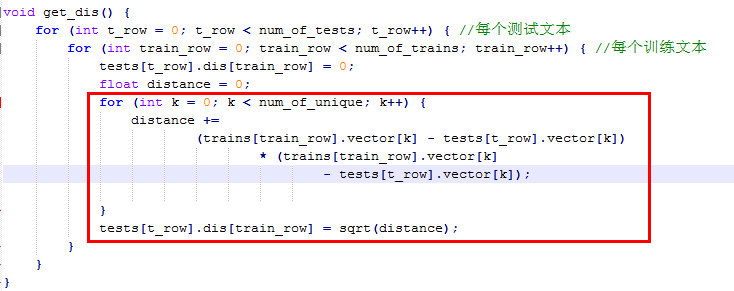 void get_dis() {
for (int t_row = 0; t_row < num_of_tests; t_row++) { //每个测试文本
for (int train_row = 0; train_row < num_of_trains; train_row++) { //每个训练文本
tests[t_row].dis[train_row] = 0;
float distance = 0;
for (int k = 0; k < num_of_unique; k++) {
distance +=
(trains[train_row].vector[k] - tests[t_row].vector[k])
* (trains[train_row].vector[k]
- tests[t_row].vector[k]);
}
tests[t_row].dis[train_row] = sqrt(distance);
}
}
}